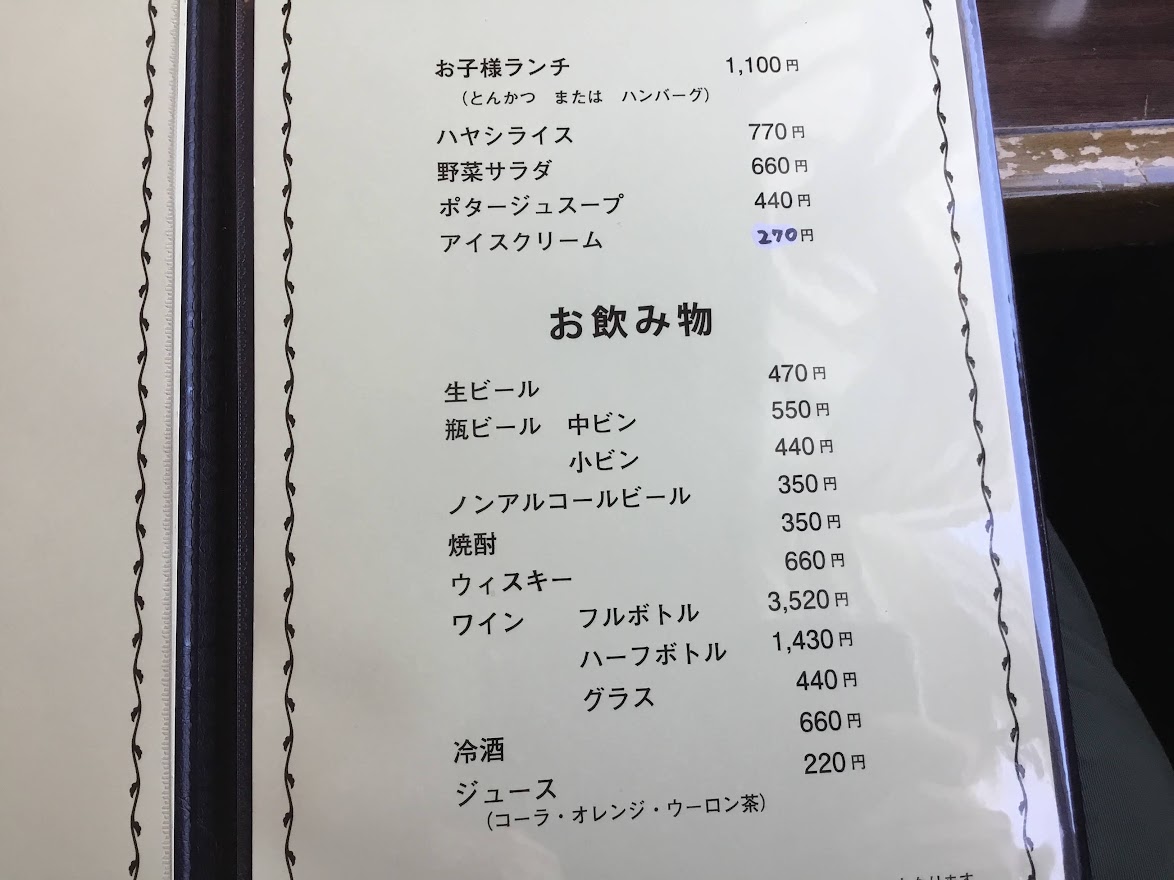 お子様ランチ 1,100円
(とんかつ または ハンバーグ)
ハヤシライス 770円
野菜サラダ 660円
ポタージュスープ 440円
アイスクリーム 270円
お飲み物
生ビール 470円
瓶ビール 中ビン 550円
小ビン 440円
ノンアルコールビール 350円
焼酎 350円
ウィスキー 660円
ワイン フルボトル 3,520円
ハーフボトル 1,430円
グラス 440円
冷酒 660円
ジュース 220円
(コーラ・オレンジ・ウーロン茶)